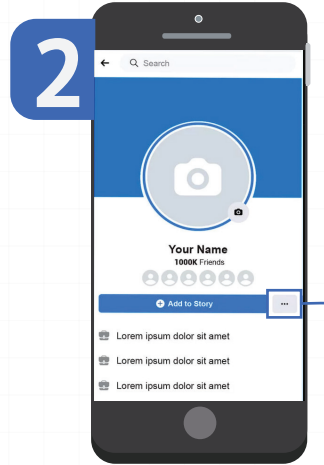 2
Search
Your Name
1000K Friends
Add to Story
...
Lorem ipsum dolor sit amet
Lorem ipsum dolor sit amet
Lorem ipsum dolor sit amet